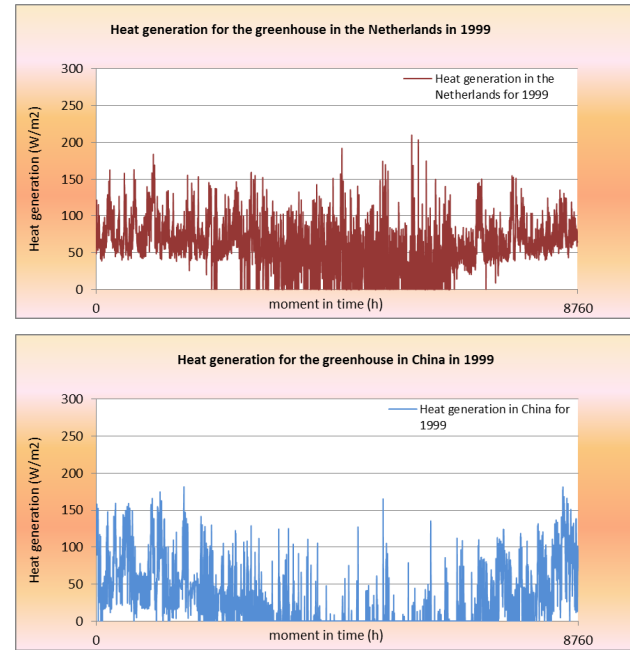 Heat generation for the greenhouse in the Netherlands in 1999
300
Heat generation in the
Netherlands for 1999
250
200
150
100
50
0
Heat generation (W/m2)
0
moment in time (h)
8760
Heat generation for the greenhouse in China in 1999
300
Heat generation in China for
1999
250
200
150
100
50
0
Heat generation (W/m2)
0
moment in time (h)
8760